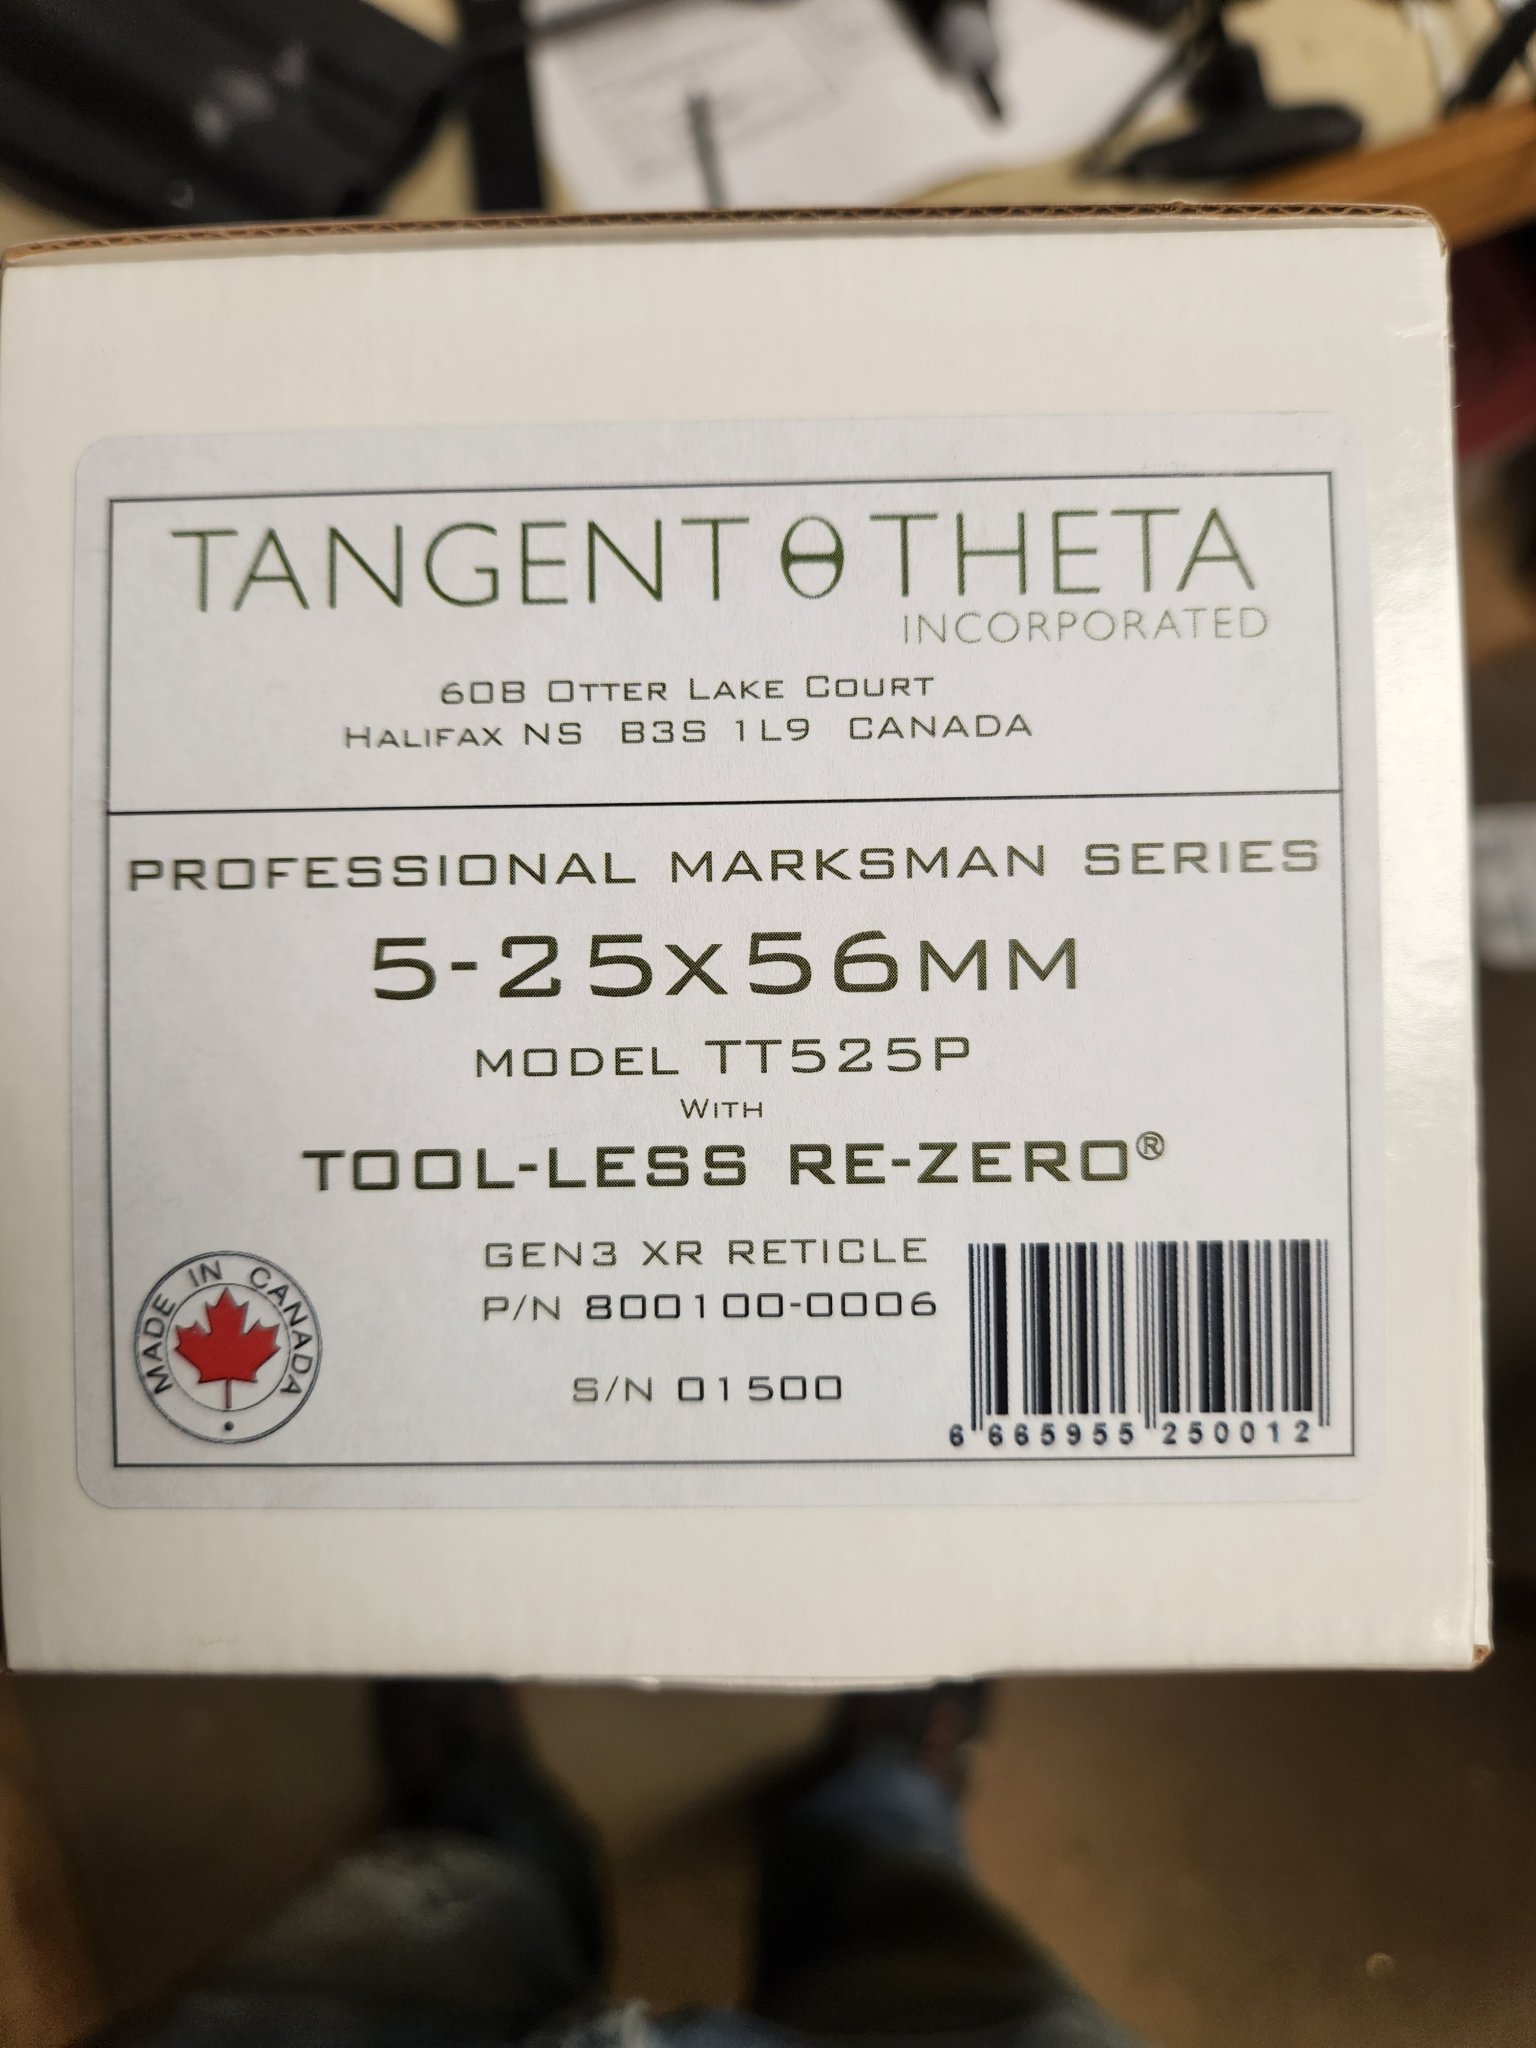 TANGENT θ THETA
INCORPORATED
60B OTTER LAKE COURT
HALIFAX NS B3S 1L9 CANADA
PROFESSIONAL MARKSMAN SERIES
5-25x56MM
MODEL TT525P
WITH
TOOL-LESS RE-ZERO®
GEN3 XR RETICLE
P/N 800100-0006
S/N 01500
MADE IN CANADA
6 665955 250012